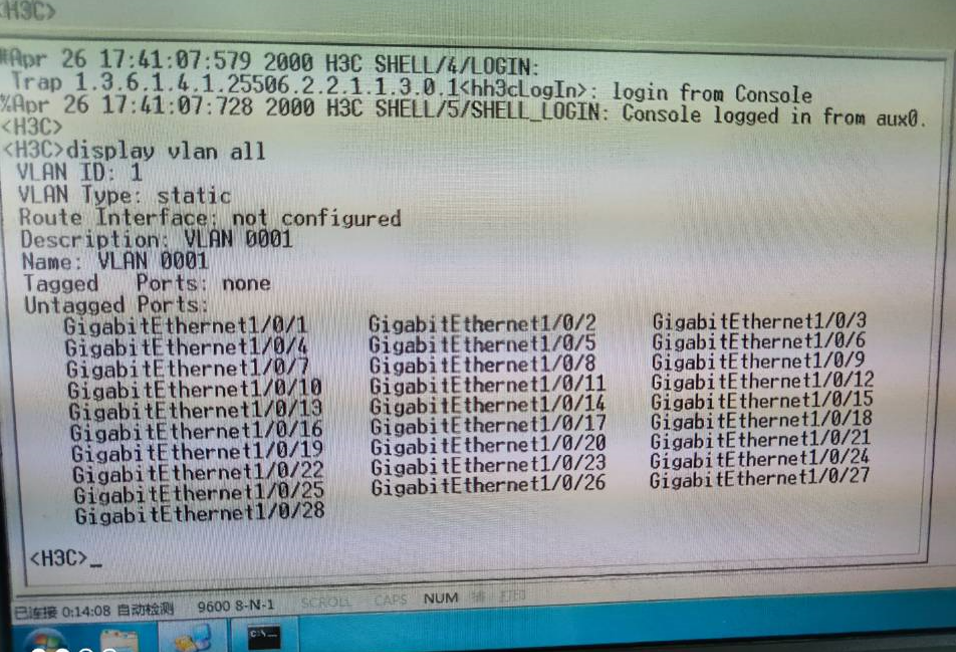 <H3C>
#Apr 26 17:41:07:579 2000 H3C SHELL/4/LOGIN:
Trap 1.3.6.1.4.1.25506.2.2.1.1.3.0.1<hh3cLogIn>: login from Console
%Apr 26 17:41:07:728 2000 H3C SHELL/5/SHELL_LOGIN: Console logged in from aux0.
<H3C>
<H3C>display vlan all
VLAN ID: 1
VLAN Type: static
Route Interface: not configured
Description: VLAN 0001
Name: VLAN 0001
Tagged   Ports: none
Untagged Ports:
GigabitEthernet1/0/1 GigabitEthernet1/0/2 GigabitEthernet1/0/3
GigabitEthernet1/0/4 GigabitEthernet1/0/5 GigabitEthernet1/0/6
GigabitEthernet1/0/7 GigabitEthernet1/0/8 GigabitEthernet1/0/9
GigabitEthernet1/0/10 GigabitEthernet1/0/11 GigabitEthernet1/0/12
GigabitEthernet1/0/13 GigabitEthernet1/0/14 GigabitEthernet1/0/15
GigabitEthernet1/0/16 GigabitEthernet1/0/17 GigabitEthernet1/0/18
GigabitEthernet1/0/19 GigabitEthernet1/0/20 GigabitEthernet1/0/21
GigabitEthernet1/0/22 GigabitEthernet1/0/23 GigabitEthernet1/0/24
GigabitEthernet1/0/25 GigabitEthernet1/0/26 GigabitEthernet1/0/27
GigabitEthernet1/0/28
<H3C>_
已连接 0:14:08 自动检测 9600 8-N-1 SCROLL CAPS NUM 打印
C:\